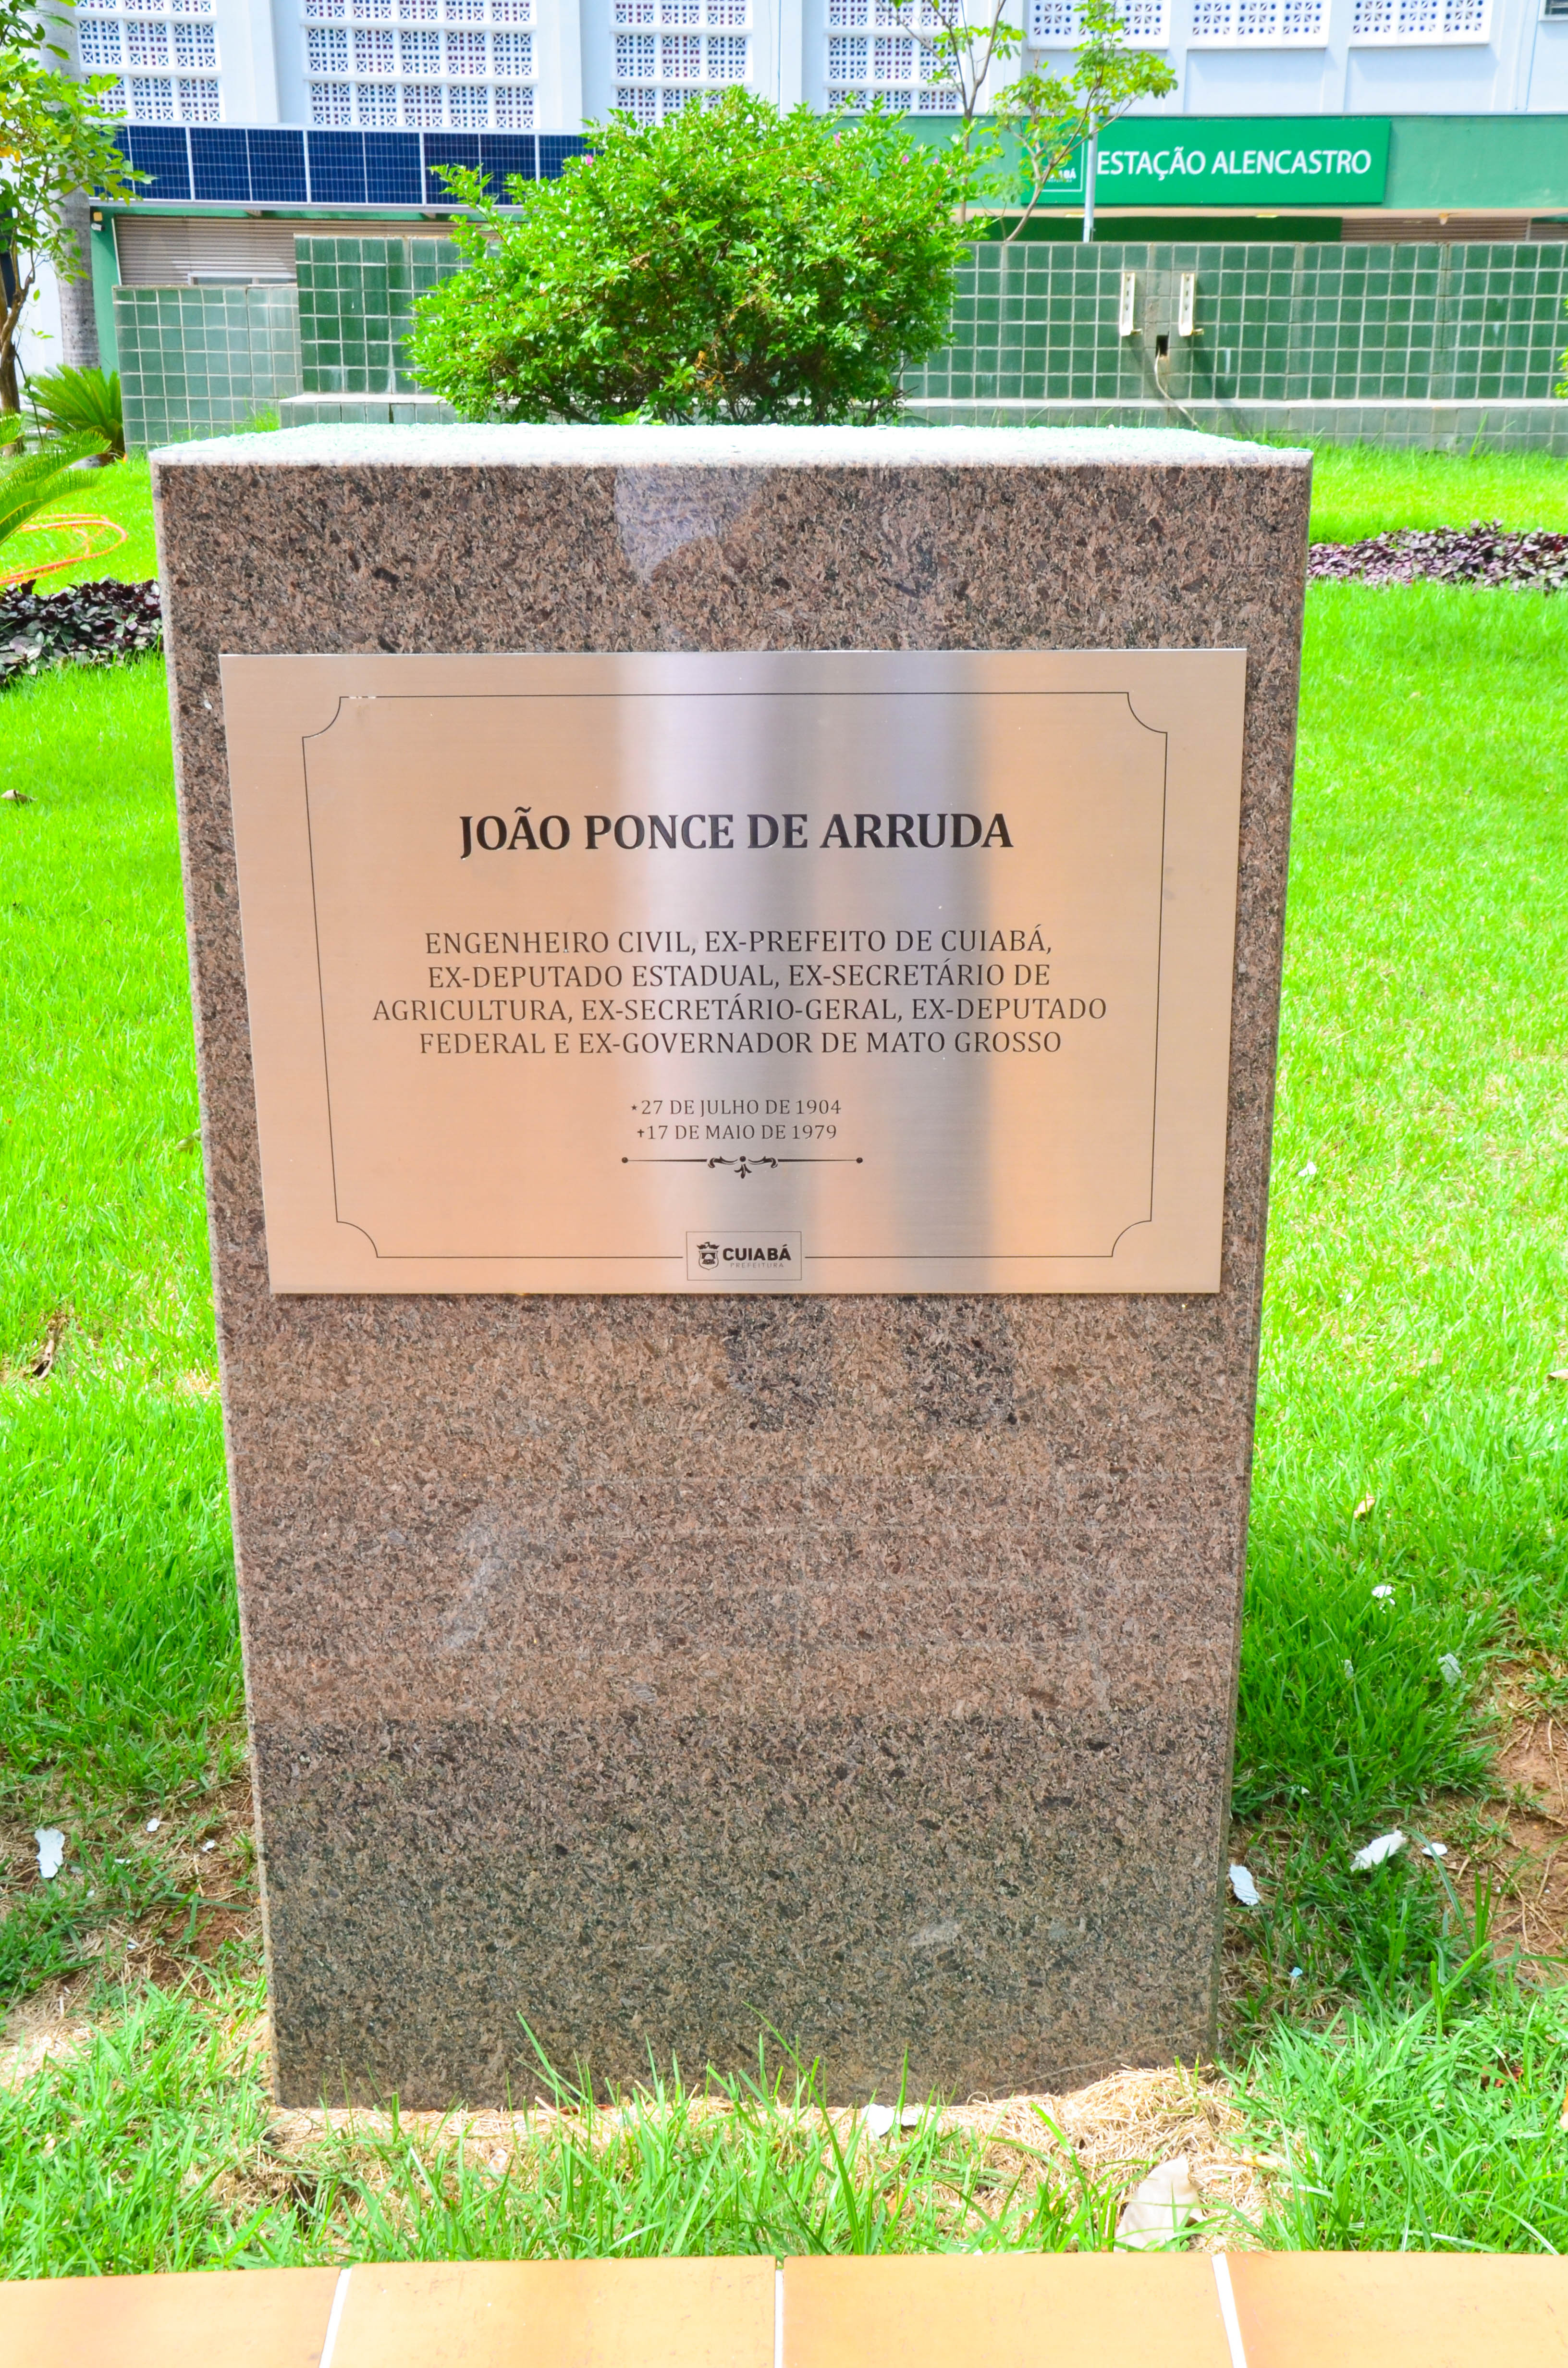 ESTAÇÃO ALENCASTRO
JOÃO PONCE DE ARRUDA
ENGENHEIRO CIVIL, EX-PREFEITO DE CUIABÁ,
EX-DEPUTADO ESTADUAL, EX-SECRETÁRIO DE
AGRICULTURA, EX-SECRETÁRIO-GERAL, EX-DEPUTADO
FEDERAL E EX-GOVERNADOR DE MATO GROSSO
⋆27 DE JULHO DE 1904
✝17 DE MAIO DE 1979
CUIABÁ
PREFEITURA